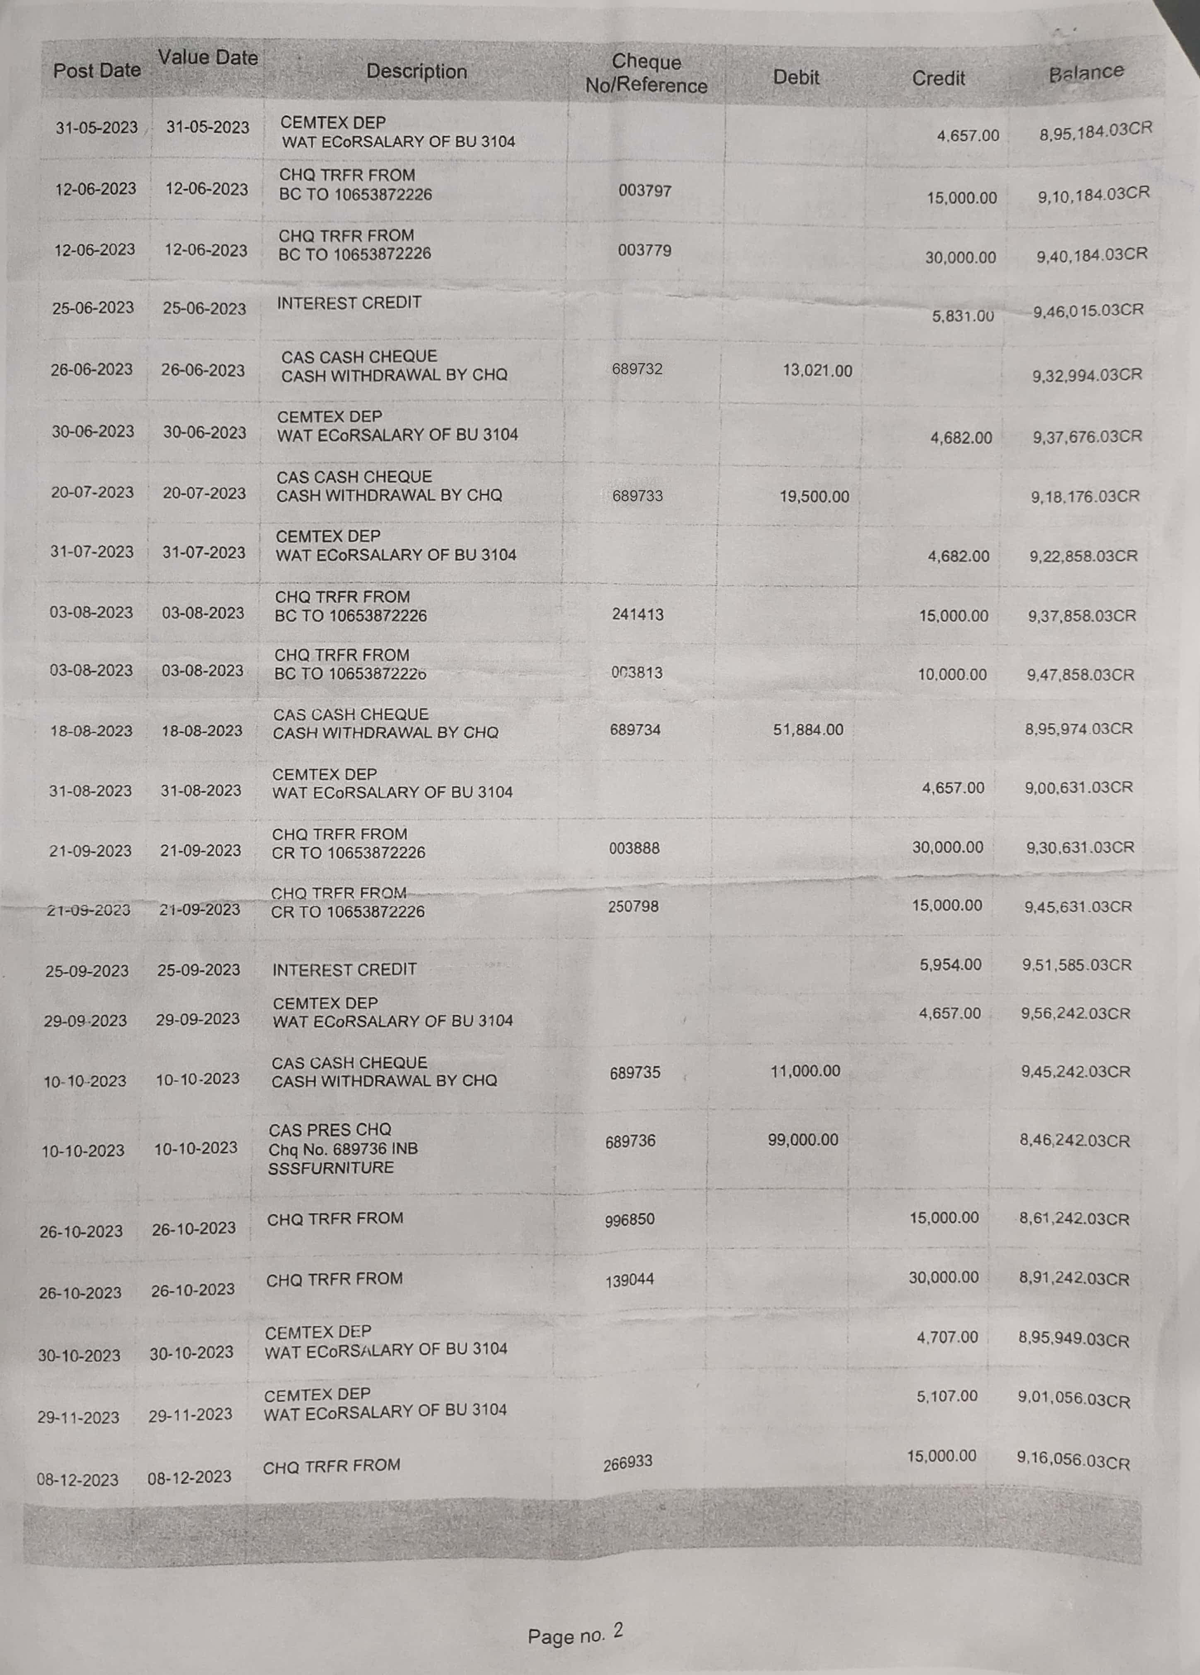 Post Date Value Date Description Cheque No/Reference Debit Credit Balance
31-05-2023 31-05-2023 CEMTEX DEP 4,657.00 8,95,184.03CR
WAT ECoRSALARY OF BU 3104
12-06-2023 12-06-2023 CHQ TRFR FROM 003797 15,000.00 9,10,184.03CR
BC TO 10653872226
12-06-2023 12-06-2023 CHQ TRFR FROM 003779 30,000.00 9,40,184.03CR
BC TO 10653872226
25-06-2023 25-06-2023 INTEREST CREDIT 5,831.00 9,46,015.03CR
26-06-2023 26-06-2023 CAS CASH CHEQUE 689732 13,021.00 9,32,994.03CR
CASH WITHDRAWAL BY CHQ
30-06-2023 30-06-2023 CEMTEX DEP 4,682.00 9,37,676.03CR
WAT ECoRSALARY OF BU 3104
20-07-2023 20-07-2023 CAS CASH CHEQUE 689733 19,500.00 9,18,176.03CR
CASH WITHDRAWAL BY CHQ
31-07-2023 31-07-2023 CEMTEX DEP 4,682.00 9,22,858.03CR
WAT ECoRSALARY OF BU 3104
03-08-2023 03-08-2023 CHQ TRFR FROM 241413 15,000.00 9,37,858.03CR
BC TO 10653872226
03-08-2023 03-08-2023 CHQ TRFR FROM 003813 10,000.00 9,47,858.03CR
BC TO 10653872226
18-08-2023 18-08-2023 CAS CASH CHEQUE 689734 51,884.00 8,95,974.03CR
CASH WITHDRAWAL BY CHQ
31-08-2023 31-08-2023 CEMTEX DEP 4,657.00 9,00,631.03CR
WAT ECoRSALARY OF BU 3104
21-09-2023 21-09-2023 CHQ TRFR FROM 003888 30,000.00 9,30,631.03CR
CR TO 10653872226
21-09-2023 21-09-2023 CHQ TRFR FROM 250798 15,000.00 9,45,631.03CR
CR TO 10653872226
25-09-2023 25-09-2023 INTEREST CREDIT 5,954.00 9,51,585.03CR
29-09-2023 29-09-2023 CEMTEX DEP 4,657.00 9,56,242.03CR
WAT ECoRSALARY OF BU 3104
10-10-2023 10-10-2023 CAS CASH CHEQUE 689735 11,000.00 9,45,242.03CR
CASH WITHDRAWAL BY CHQ
10-10-2023 10-10-2023 CAS PRES CHQ 689736 99,000.00 8,46,242.03CR
Chq No. 689736 INB
SSSFURNITURE
26-10-2023 26-10-2023 CHQ TRFR FROM 996850 15,000.00 8,61,242.03CR
26-10-2023 26-10-2023 CHQ TRFR FROM 139044 30,000.00 8,91,242.03CR
30-10-2023 30-10-2023 CEMTEX DEP 4,707.00 8,95,949.03CR
WAT ECoRSALARY OF BU 3104
29-11-2023 29-11-2023 CEMTEX DEP 5,107.00 9,01,056.03CR
WAT ECoRSALARY OF BU 3104
08-12-2023 08-12-2023 CHQ TRFR FROM 266933 15,000.00 9,16,056.03CR
Page no. 2